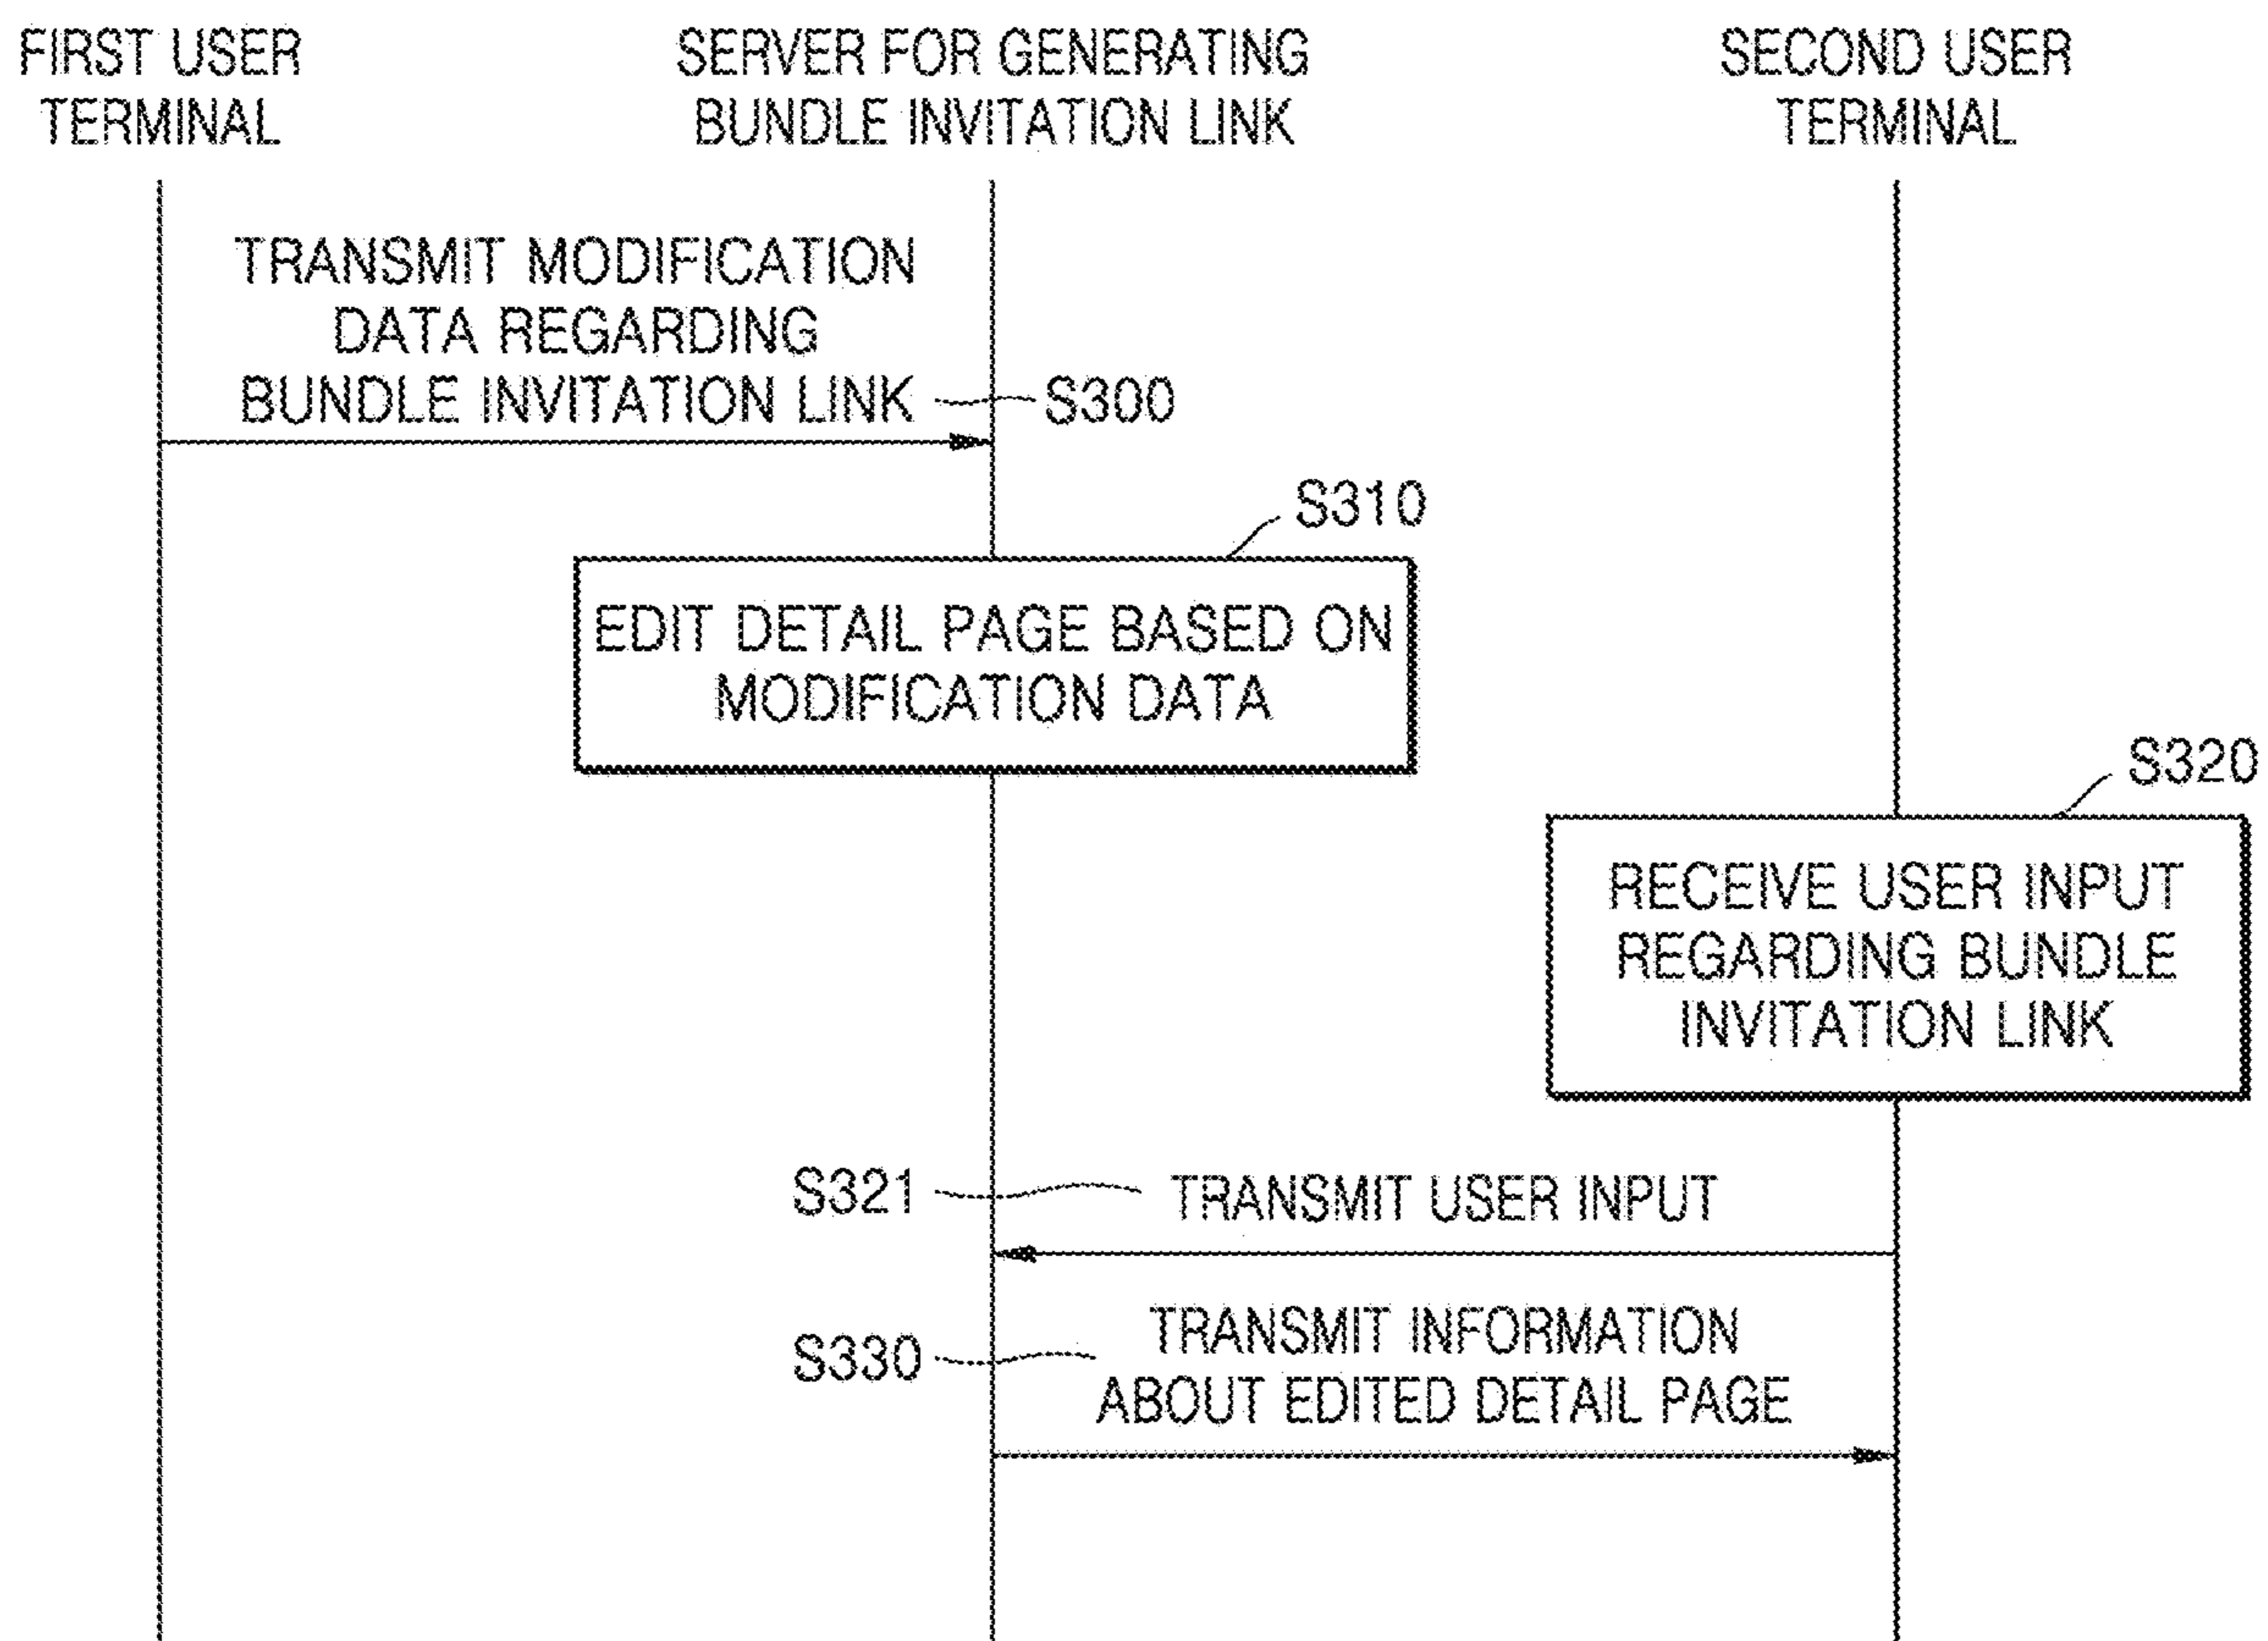 FIRST USER
TERMINAL
SERVER FOR GENERATING
BUNDLE INVITATION LINK
SECOND USER
TERMINAL
TRANSMIT MODIFICATION
DATA REGARDING
BUNDLE INVITATION LINK
S300
S310
EDIT DETAIL PAGE BASED ON
MODIFICATION DATA
S320
RECEIVE USER INPUT
REGARDING BUNDLE
INVITATION LINK
S321
TRANSMIT USER INPUT
S330
TRANSMIT INFORMATION
ABOUT EDITED DETAIL PAGE